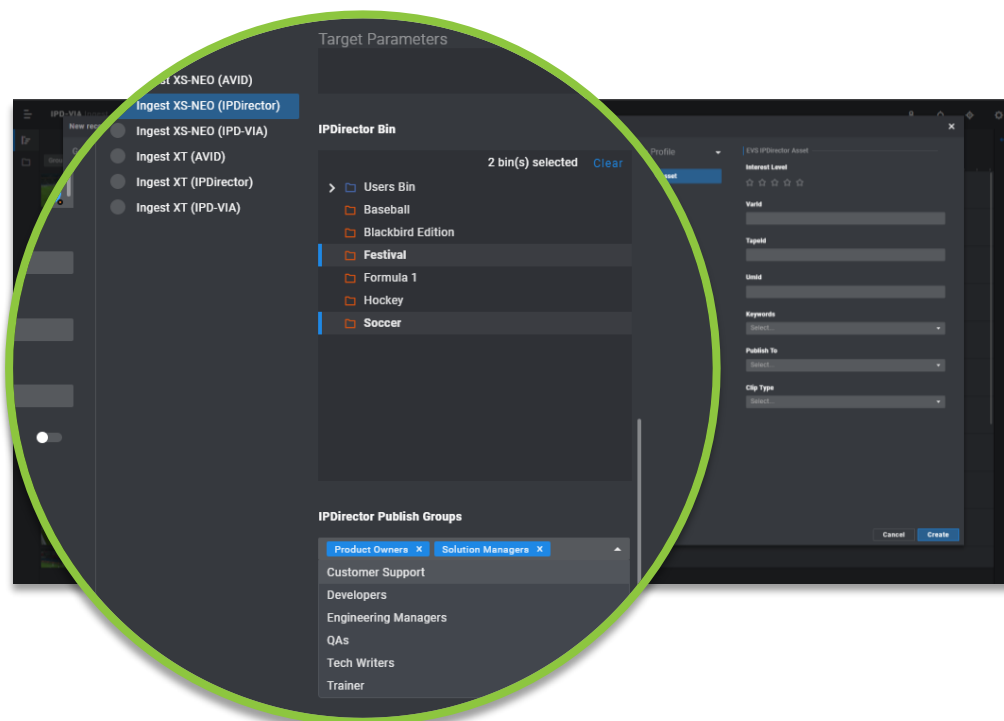 Target Parameters
XS-NEO (AVID)
Ingest XS-NEO (IPDirector)
Ingest XS-NEO (IPD-VIA)
Ingest XT (AVID)
Ingest XT (IPDirector)
Ingest XT (IPD-VIA)
IPDirector Bin
2 bin(s) selected Clear
Users Bin
Baseball
Blackbird Edition
Festival
Formula 1
Hockey
Soccer
IPDirector Publish Groups
Product Owners × Solution Managers ×
Customer Support
Developers
Engineering Managers
QAs
Tech Writers
Trainer
IPD-VIA
New
Profile
EVS IPDirector Asset
Interest Level
VarId
TapeId
UmId
Keywords
Select...
Publish To
Select...
Clip Type
Select...
Cancel Create